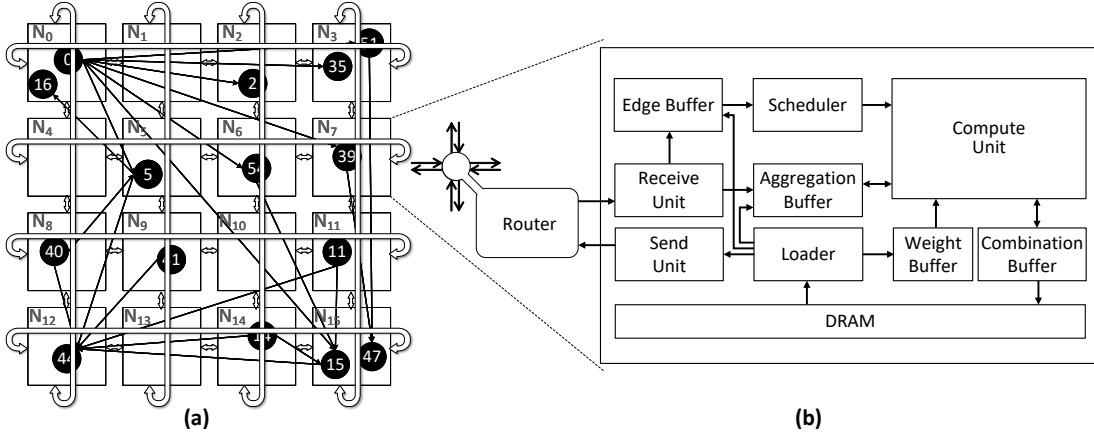 N0 N1 N2 N3
0 51
35
16 2
N4 N5 N6 N7
5 54 39
N8 N9 N10 N11
40 41 11
N12 N13 N14 N15
14
44 15 47
(a)
Edge Buffer
Scheduler
Compute
Unit
Receive
Unit
Aggregation
Buffer
Router
Send
Unit
Loader
Weight
Buffer
Combination
Buffer
DRAM
(b)